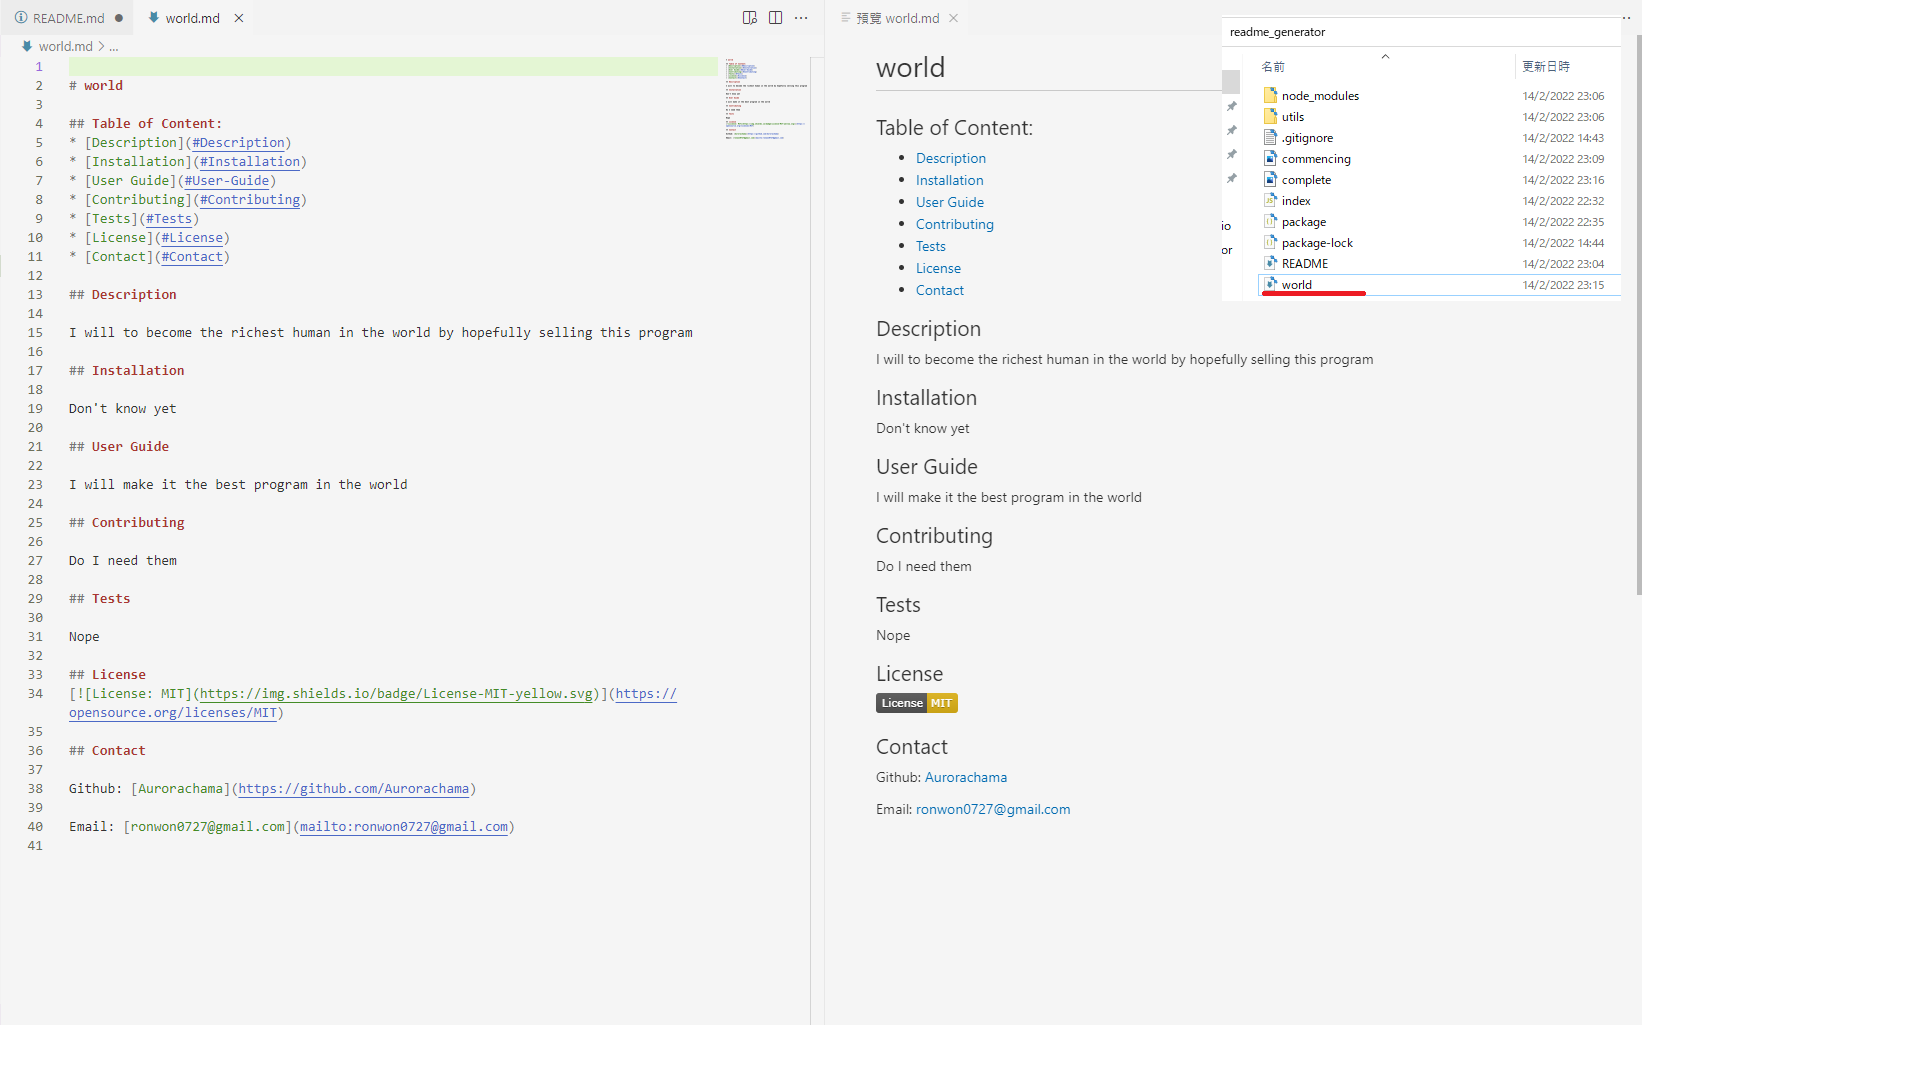 README.md
world.md
world.md > ...
1
2 # world
3
4 ## Table of Content:
5 * [Description](#Description)
6 * [Installation](#Installation)
7 * [User Guide](#User-Guide)
8 * [Contributing](#Contributing)
9 * [Tests](#Tests)
10 * [License](#License)
11 * [Contact](#Contact)
12
13 ## Description
14
15 I will to become the richest human in the world by hopefully selling this program
16
17 ## Installation
18
19 Don't know yet
20
21 ## User Guide
22
23 I will make it the best program in the world
24
25 ## Contributing
26
27 Do I need them
28
29 ## Tests
30
31 Nope
32
33 ## License
34 [![License: MIT](https://img.shields.io/badge/License-MIT-yellow.svg)](https://
opensource.org/licenses/MIT)
35
36 ## Contact
37
38 Github: [Aurorachama](https://github.com/Aurorachama)
39
40 Email: [ronwon0727@gmail.com](mailto:ronwon0727@gmail.com)
41
預覽 world.md
world
Table of Content:
• Description
• Installation
• User Guide
• Contributing
• Tests
• License
• Contact
Description
I will to become the richest human in the world by hopefully selling this program
Installation
Don't know yet
User Guide
I will make it the best program in the world
Contributing
Do I need them
Tests
Nope
License
License MIT
Contact
Github: Aurorachama
Email: ronwon0727@gmail.com
readme_generator
名前 更新日時
node_modules 14/2/2022 23:06
utils 14/2/2022 23:06
.gitignore 14/2/2022 14:43
commencing 14/2/2022 23:09
complete 14/2/2022 23:16
index 14/2/2022 22:32
package 14/2/2022 22:35
package-lock 14/2/2022 14:44
README 14/2/2022 23:04
world 14/2/2022 23:15
io
or